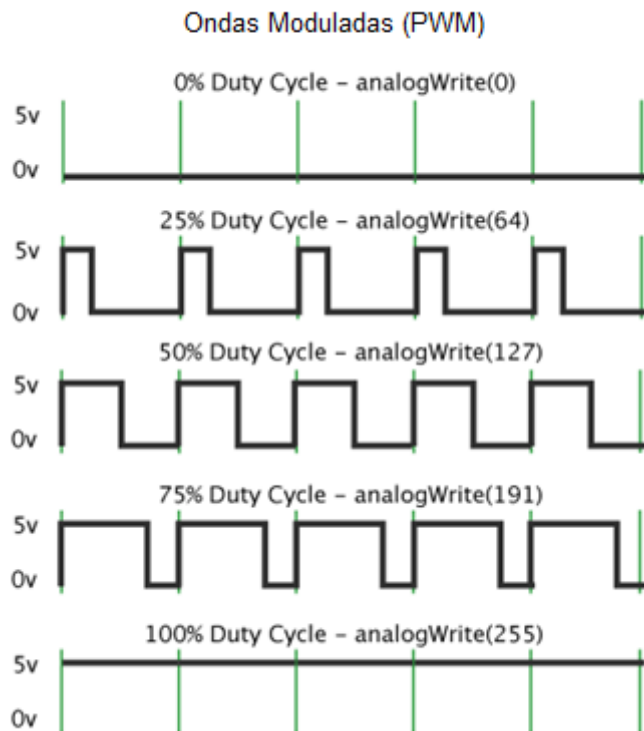 Ondas Moduladas (PWM)
0% Duty Cycle – analogWrite(0)
5v
0v
25% Duty Cycle – analogWrite(64)
5v
0v
50% Duty Cycle – analogWrite(127)
5v
0v
75% Duty Cycle – analogWrite(191)
5v
0v
100% Duty Cycle – analogWrite(255)
5v
0v